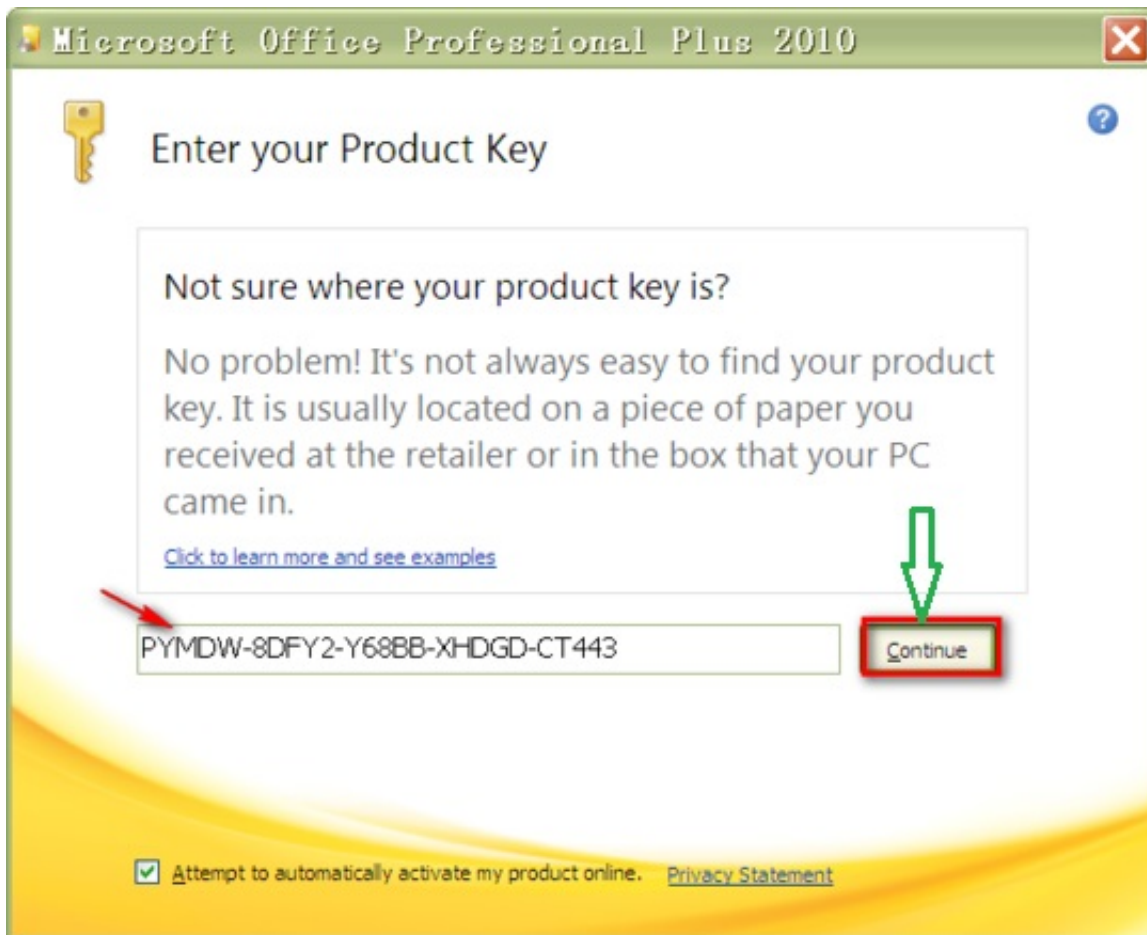 Microsoft Office Professional Plus 2010
Enter your Product Key
Not sure where your product key is?
No problem! It's not always easy to find your product
key. It is usually located on a piece of paper you
received at the retailer or in the box that your PC
came in.
Click to learn more and see examples
PYMDW-8DFY2-Y68BB-XHDGD-CT443
Continue
Attempt to automatically activate my product online. Privacy Statement